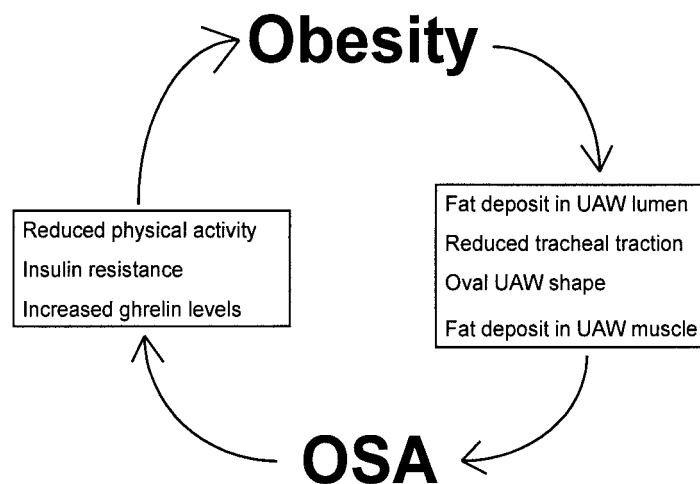 Obesity
Fat deposit in UAW lumen
Reduced tracheal traction
Oval UAW shape
Fat deposit in UAW muscle
OSA
Reduced physical activity
Insulin resistance
Increased ghrelin levels